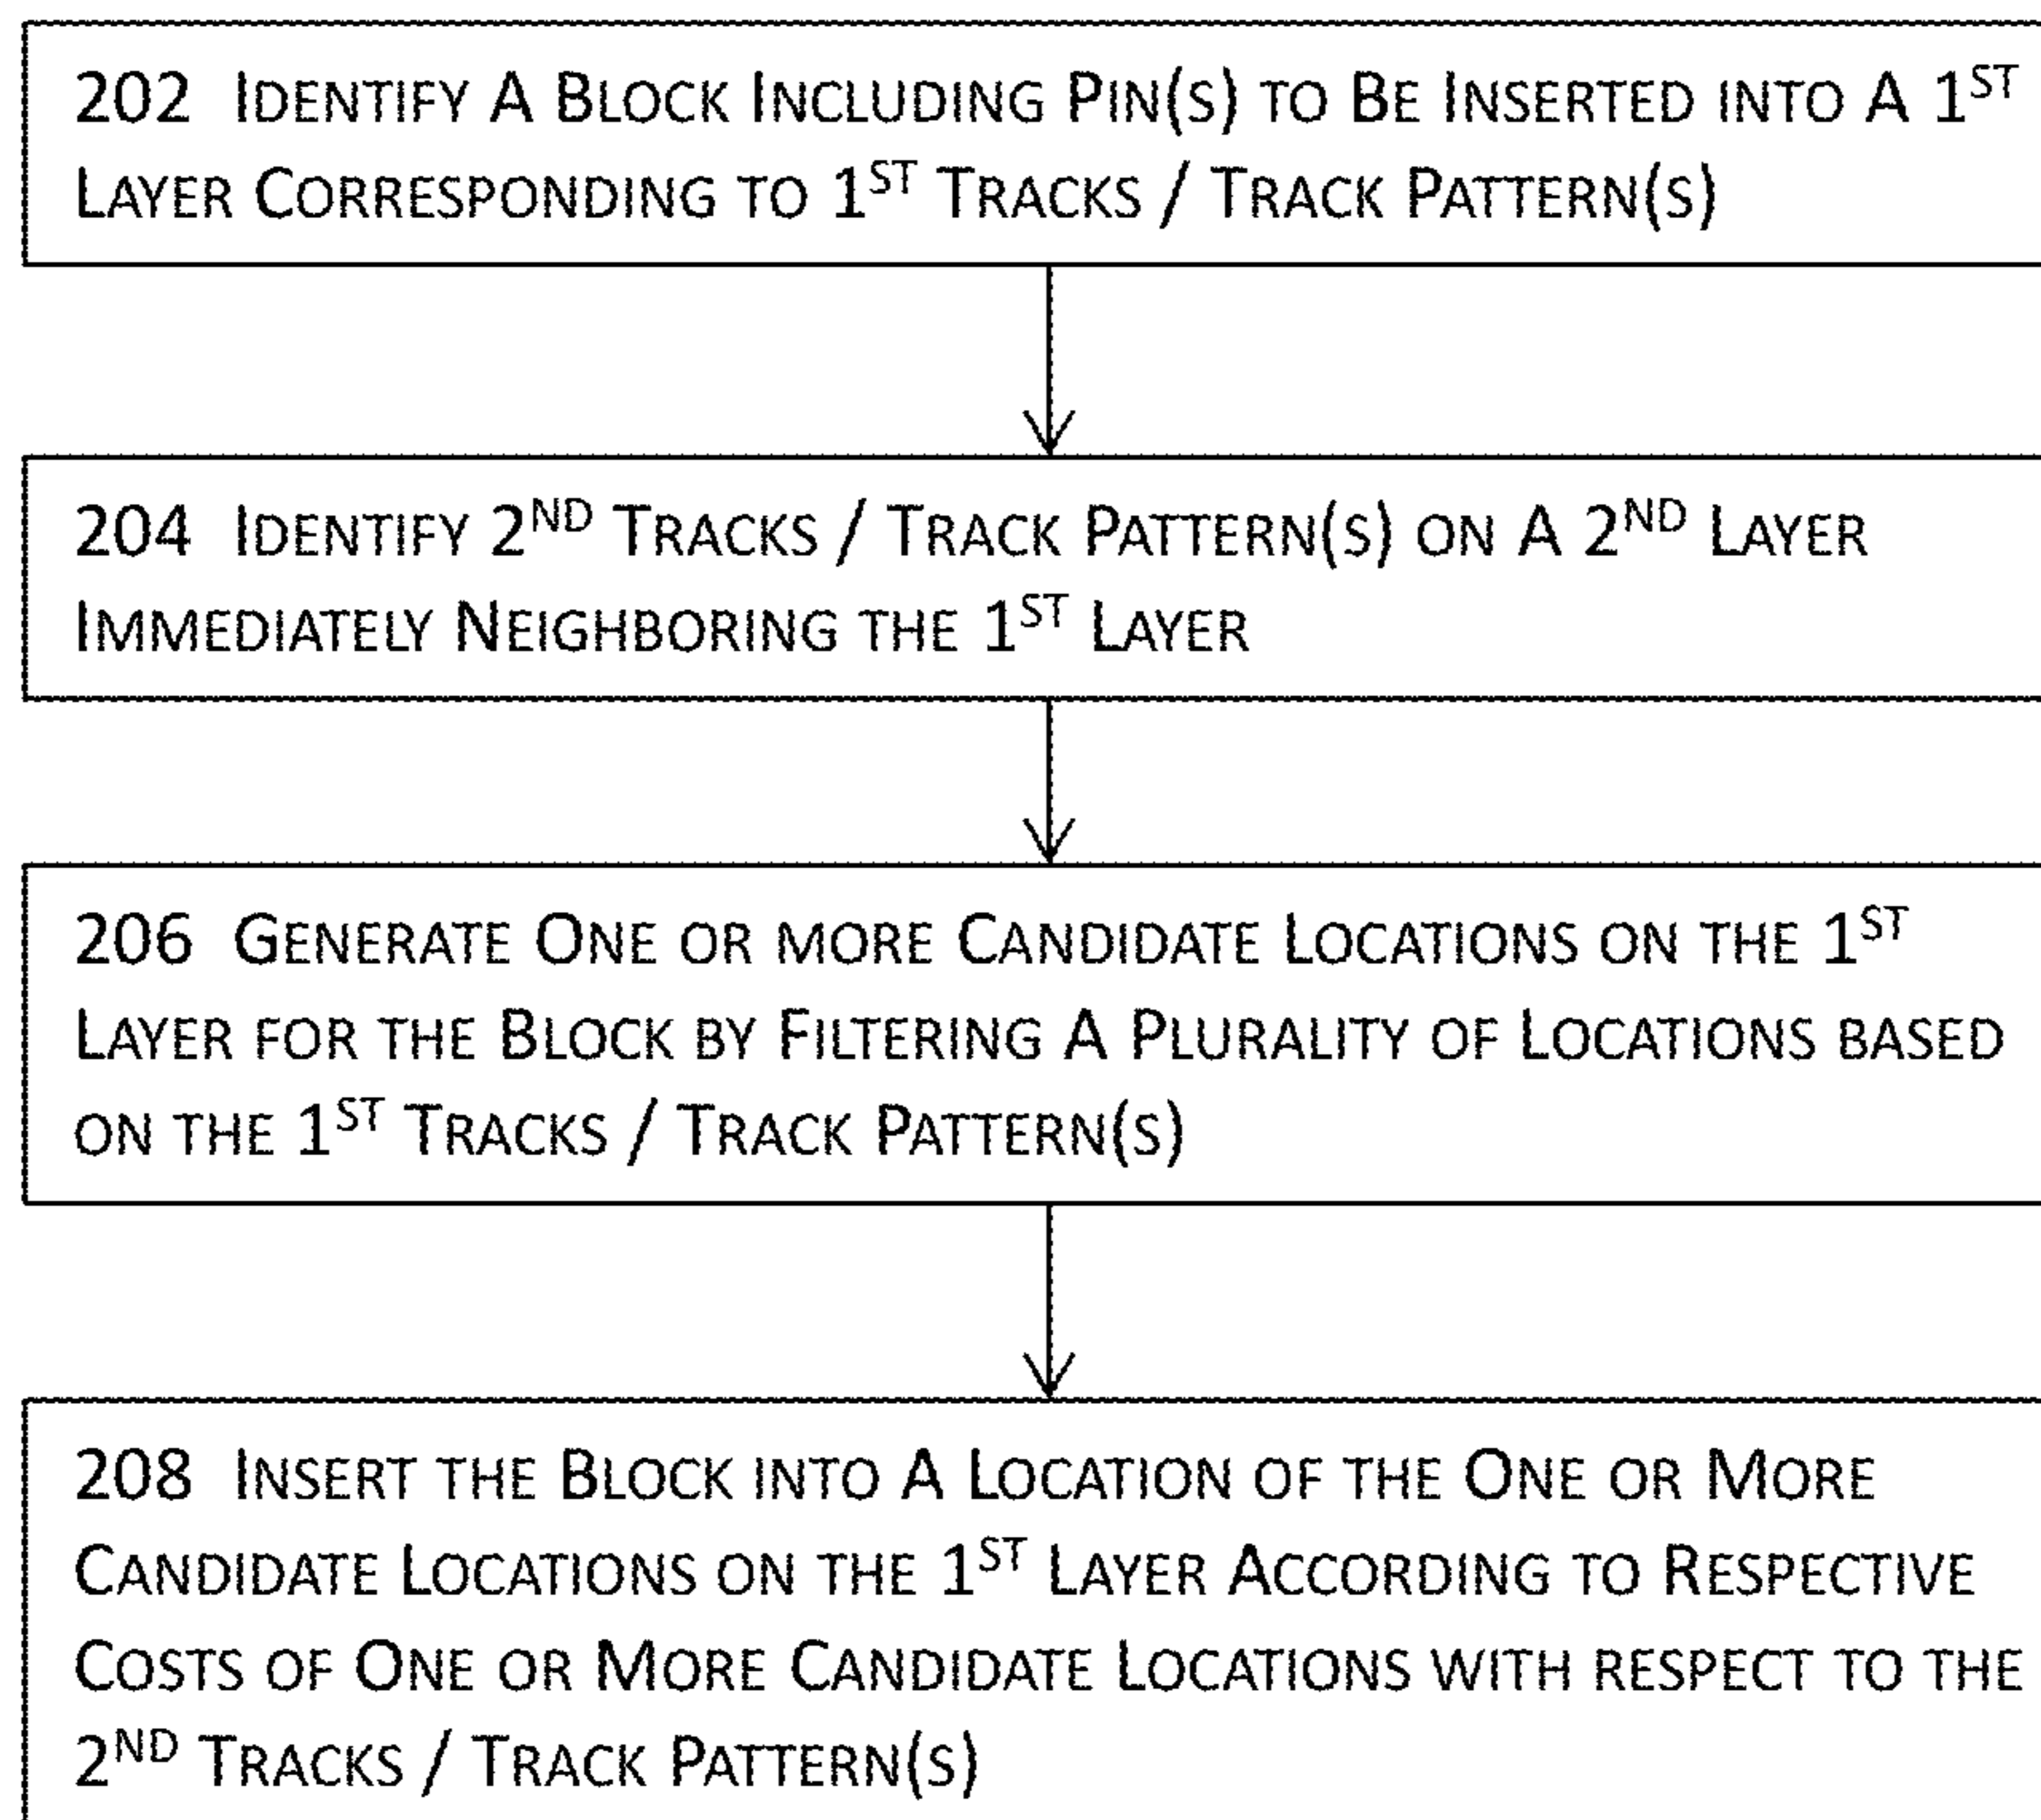 202 IDENTIFY A BLOCK INCLUDING PIN(S) TO BE INSERTED INTO A 1ST
LAYER CORRESPONDING TO 1ST TRACKS / TRACK PATTERN(S)
204 IDENTIFY 2ND TRACKS / TRACK PATTERN(S) ON A 2ND LAYER
IMMEDIATELY NEIGHBORING THE 1ST LAYER
206 GENERATE ONE OR MORE CANDIDATE LOCATIONS ON THE 1ST
LAYER FOR THE BLOCK BY FILTERING A PLURALITY OF LOCATIONS BASED
ON THE 1ST TRACKS / TRACK PATTERN(S)
208 INSERT THE BLOCK INTO A LOCATION OF THE ONE OR MORE
CANDIDATE LOCATIONS ON THE 1ST LAYER ACCORDING TO RESPECTIVE
COSTS OF ONE OR MORE CANDIDATE LOCATIONS WITH RESPECT TO THE
2ND TRACKS / TRACK PATTERN(S)